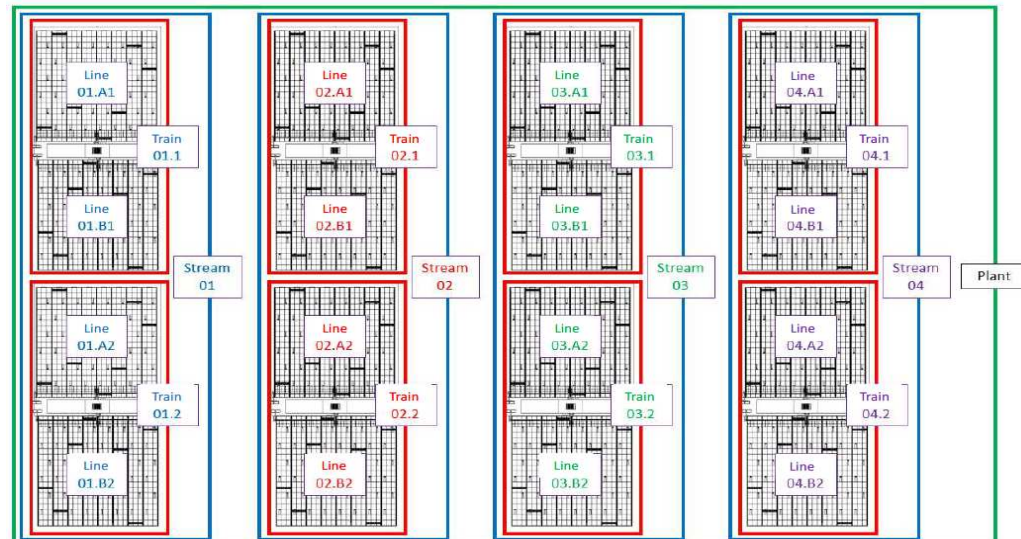 Line
01.A1
Line
02.A1
Line
03.A1
Line
04.A1
Train
01.1
Train
02.1
Train
03.1
Train
04.1
Line
01.B1
Line
02.B1
Line
03.B1
Line
04.B1
Stream
01
Stream
02
Stream
03
Stream
04
Plant
Line
01.A2
Line
02.A2
Line
03.A2
Line
04.A2
Train
01.2
Train
02.2
Train
03.2
Train
04.2
Line
01.B2
Line
02.B2
Line
03.B2
Line
04.B2